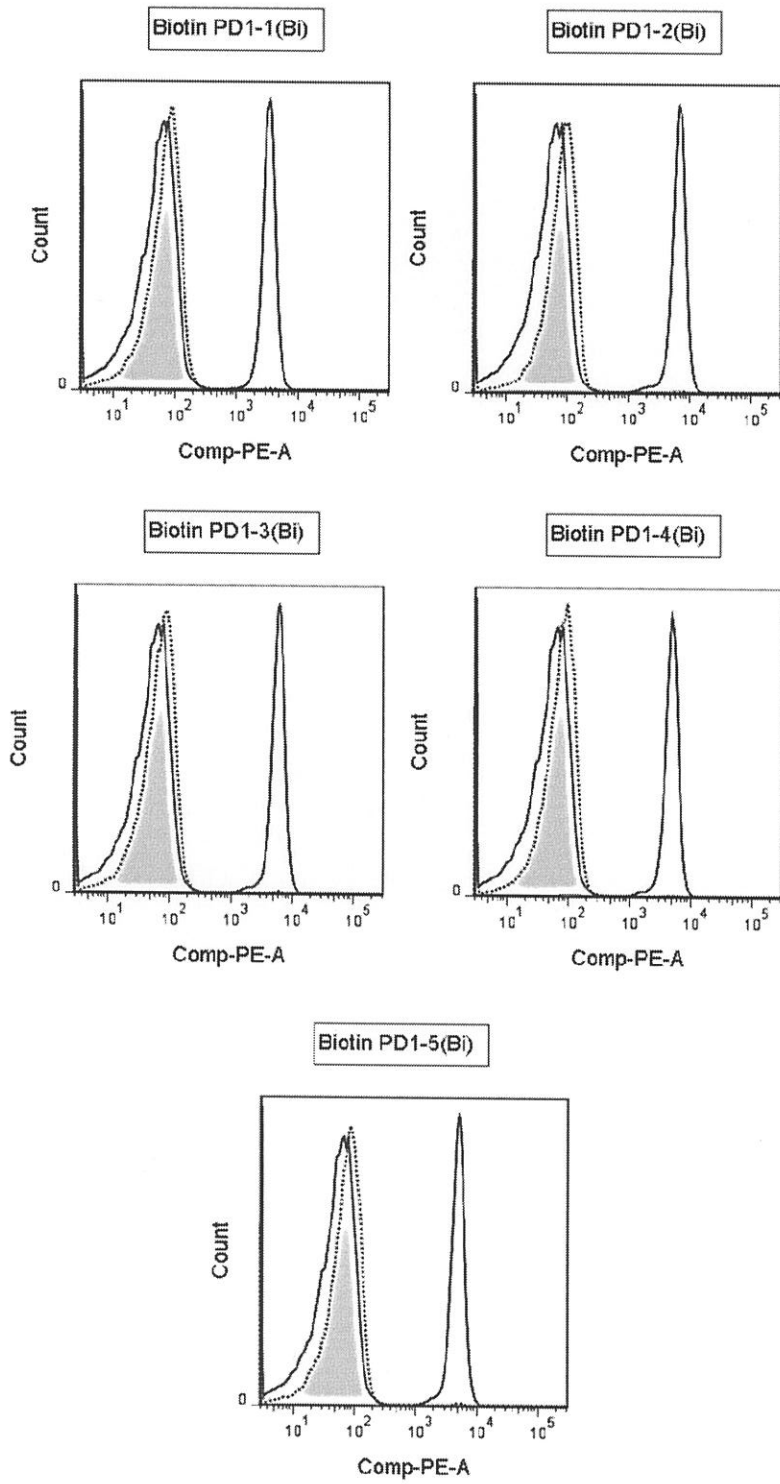 Biotin PD1-1(Bi)
Count
0
10^1 10^2 10^3 10^4 10^5
Comp-PE-A
Biotin PD1-2(Bi)
Count
0
10^1 10^2 10^3 10^4 10^5
Comp-PE-A
Biotin PD1-3(Bi)
Count
0
10^1 10^2 10^3 10^4 10^5
Comp-PE-A
Biotin PD1-4(Bi)
Count
0
10^1 10^2 10^3 10^4 10^5
Comp-PE-A
Biotin PD1-5(Bi)
Count
0
10^1 10^2 10^3 10^4 10^5
Comp-PE-A